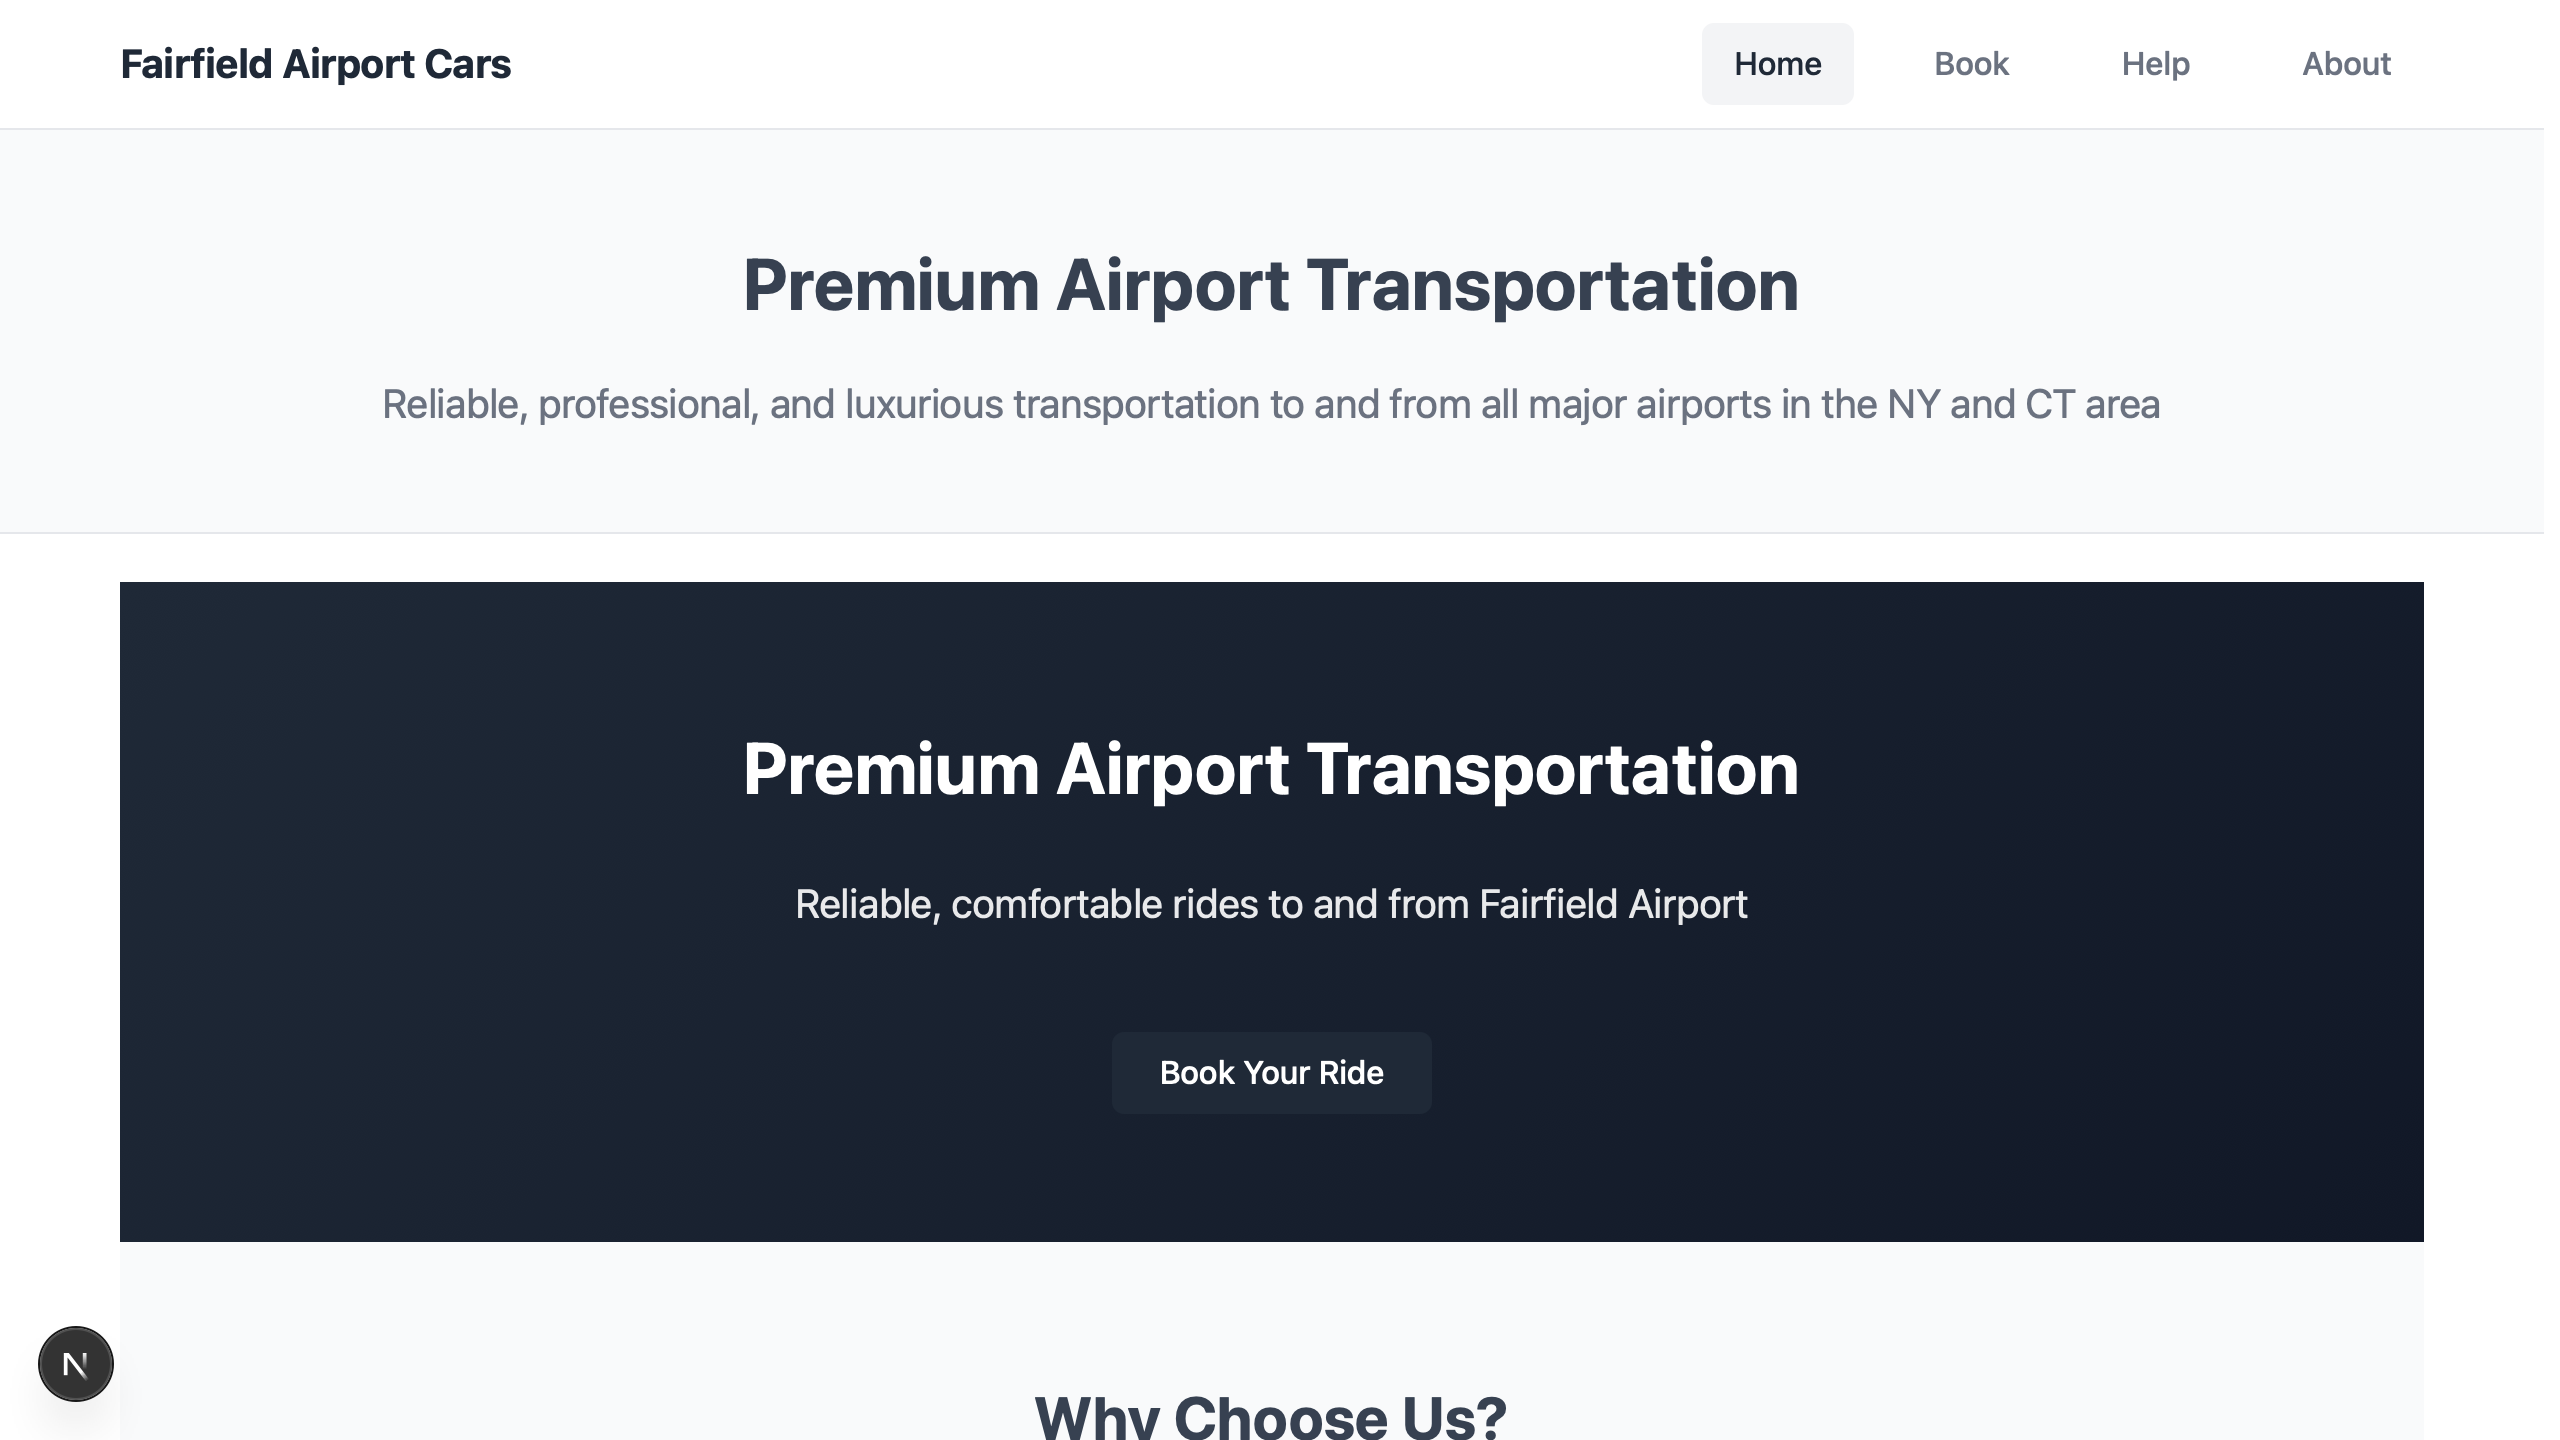 Fairfield Airport Cars
Home
Book
Help
About
Premium Airport Transportation
Reliable, professional, and luxurious transportation to and from all major airports in the NY and CT area
Premium Airport Transportation
Reliable, comfortable rides to and from Fairfield Airport
Book Your Ride
N
Why Choose Us?